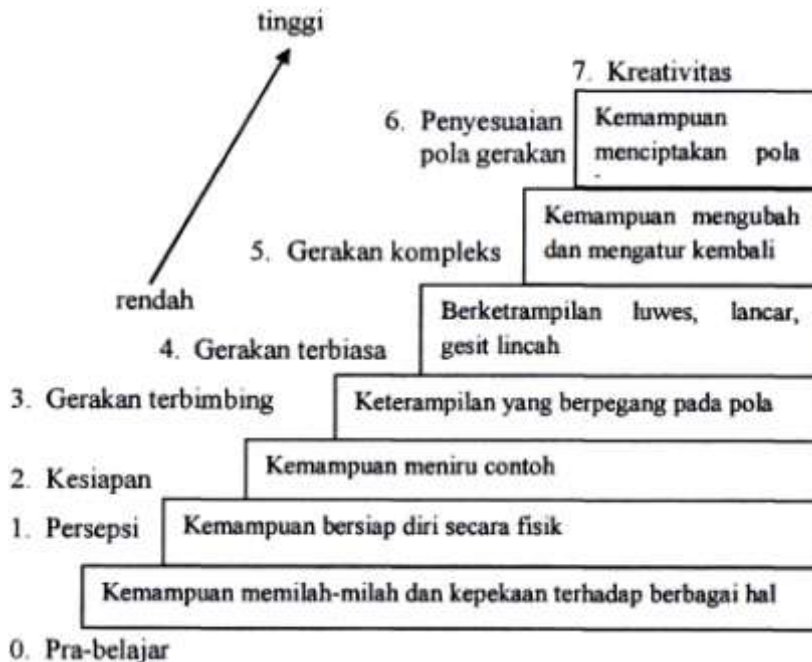 tinggi
7. Kreativitas
6. Penyesuaian
pola gerakan
Kemampuan
menciptakan pola
Kemampuan mengubah
dan mengatur kembali
5. Gerakan kompleks
rendah
Berketrampilan luwes, lancar,
gesit lincah
4. Gerakan terbiasa
3. Gerakan terbimbing
Keterampilan yang berpegang pada pola
Kemampuan meniru contoh
2. Kesiapan
1. Persepsi
Kemampuan bersiap diri secara fisik
Kemampuan memilah-milah dan kepekaan terhadap berbagai hal
0. Pra-belajar